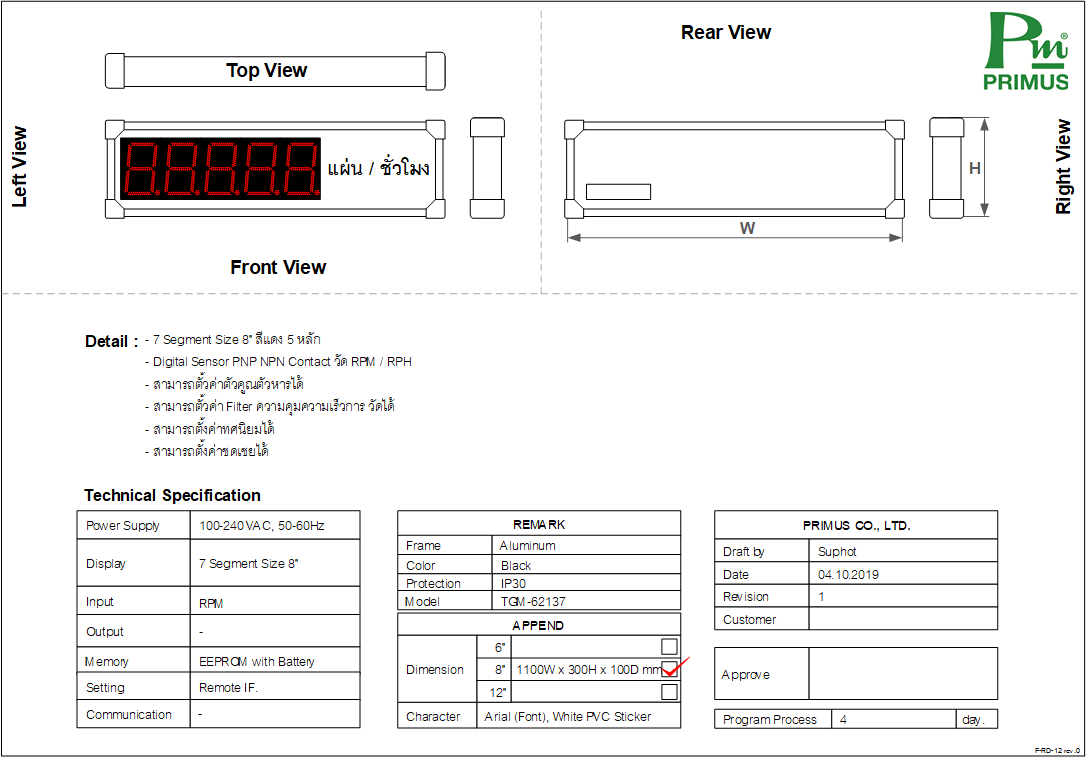 Rear View
Pm®
PRIMUS
Top View
Left View
Right View
แผ่น / ชั่วโมง
H
W
Front View
Detail :
- 7 Segment Size 8" สีแดง 5 หลัก
- Digital Sensor PNP NPN Contact วัด RPM / RPH
- สามารถตั้วค่าตัวคูณตัวหารได้
- สามารถตั้วค่า Filter ความคุมความเร็วการ วัดได้
- สามารถตั้งค่าทศนิยมได้
- สามารถตั้งค่าชดเชยได้
Technical Specification
Power Supply 100-240VAC, 50-60Hz
Display 7 Segment Size 8"
Input RPM
Output -
Memory EEPROM with Battery
Setting Remote IF.
Communication -
REMARK
Frame Aluminum
Color Black
Protection IP30
Model TGM-62137
APPEND
Dimension
6"
8" 1100W x 300H x 100D mm
12"
Character Arial (Font), White PVC Sticker
PRIMUS CO., LTD.
Draft by Suphot
Date 04.10.2019
Revision 1
Customer
Approve
Program Process 4 day.
F-RD-12 rev.0